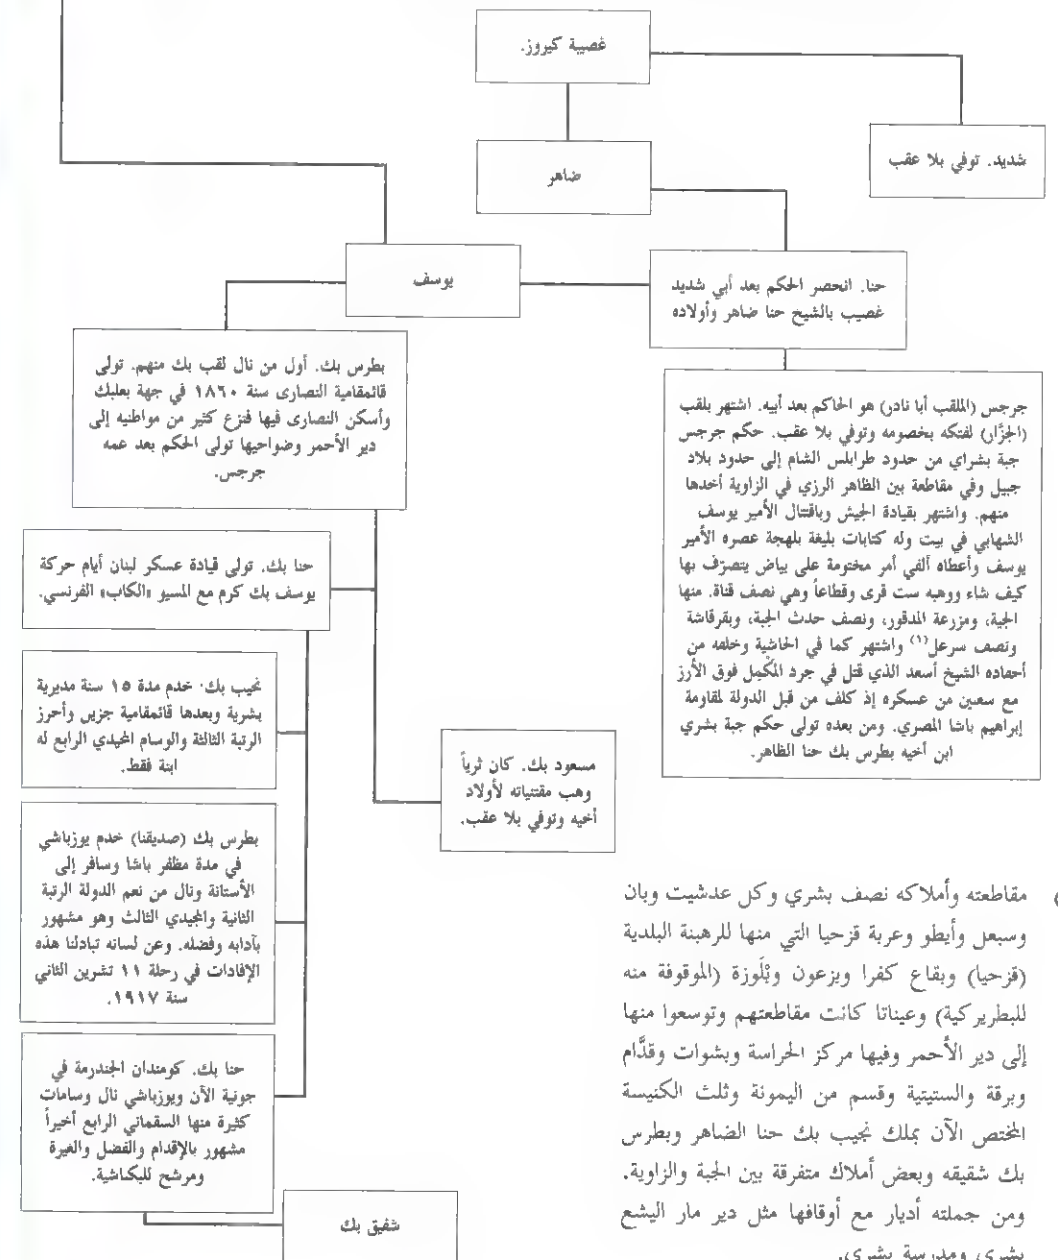 غصيبة كيروز.
شديد. توفي بلا عقب
ضاهر
حنا. انحصر الحكم بعد أبي شديد
غصيب بالشيخ حنا ضاهر وأولاده
يوسف
جرجس (الملقب أبا نادر) هو الحاكم بعد أبيه. اشتهر بلقب
(الجزَّار) لفتكه بخصومه وتوفي بلا عقب. حكم جرجس
جبة بشراي من حدود طرابلس الشام إلى حدود بلاد
جبيل وفي مقاطعة بين الظاهر الرزي في الزاوية أخدها
منهم. واشتهر بقيادة الجيش وباقتتال الأمير يوسف
الشهابي في بيت وله كتابات بليغة بلهجة عصره الأمير
يوسف وأعطاه ألفي أمر مختومة على بياض يتصرّف بها
كيف شاء ووهبه ست قرى وقطاعاً وهي نصف قناة. منها
الجية، ومزرعة المدقور، ونصف حدث الجبة، وبقرقاشة
ونصف سرعل(١) واشتهر كما في الحاشية وخلفه من
أحفاده الشيخ أسعد الذي قتل في جرد المكمِل فوق الأرز
مع سعين من عسكره إذ كلف من قبل الدولة لمقاومة
إبراهيم باشا المصري. ومن بعده تولى حكم جبة بشري
ابن أخيه بطرس بك حنا الظاهر.
بطرس بك. أول من نال لقب بك منهم. تولى
قائمقامية النصارى سنة ١٨٦٠ في جهة بعلبك
وأسكن النصارى فيها فنزع كثير من مواطنيه إلى
دير الأحمر وضواحيها تولى الحكم بعد عمه
جرجس.
حنا بك. تولى قيادة عسكر لبنان أيام حركة
يوسف بك كرم مع المسيو «الكاب» الفرنسي.
نجيب بك. خدم مدة ١٥ سنة مديرية
بشرية وبعدها قائمقامية جزين وأحرز
الرتبة الثالثة والوسام المجيدي الرابع له
ابنة فقط.
مسعود بك. كان ثرياً
وهب مقتنياته لأولاد
أخيه وتوفي بلا عقب.
بطرس بك (صديقنا) خدم يوزباشي
في مدة مظفر باشا وسافر إلى
الأستانة ونال من نعم الدولة الرتبة
الثانية والمجيدي الثالث وهو مشهور
بآدابه وفضله. وعن لسانه تبادلنا هذه
الإفادات في رحلة ١١ تشرين الثاني
سنة ١٩١٧.
حنا بك. كومندان الجندرمة في
جونية الآن ويوزباشي نال وسامات
كثيرة منها السقماني الرابع أخيراً
مشهور بالإقدام والفضل والغيرة
ومرشح للبكاشية.
شفيق بك
مقاطعته وأملاكه نصف بشري وكل عدشيت وبان
وسبعل وأيطو وعربة قزحيا التي منها للرهبنة البلدية
(قزحيا) وبقاع كفرا وبزعون وبْلَوزة (الموقوفة منه
للبطريركية) وعيناتا كانت مقاطعتهم وتوسعوا منها
إلى دير الأحمر وفيها مركز الحراسة وبشوات وقدَّام
وبرقة والستيتية وقسم من اليمونة وثلث الكنيسة
المختص الآن بملك نجيب بك حنا الضاهر وبطرس
بك شقيقه وبعض أملاك متفرقة بين الجبة والزاوية.
ومن جملته أديار مع أوقافها مثل دير مار اليشع
بشري ومدرسة بشري.